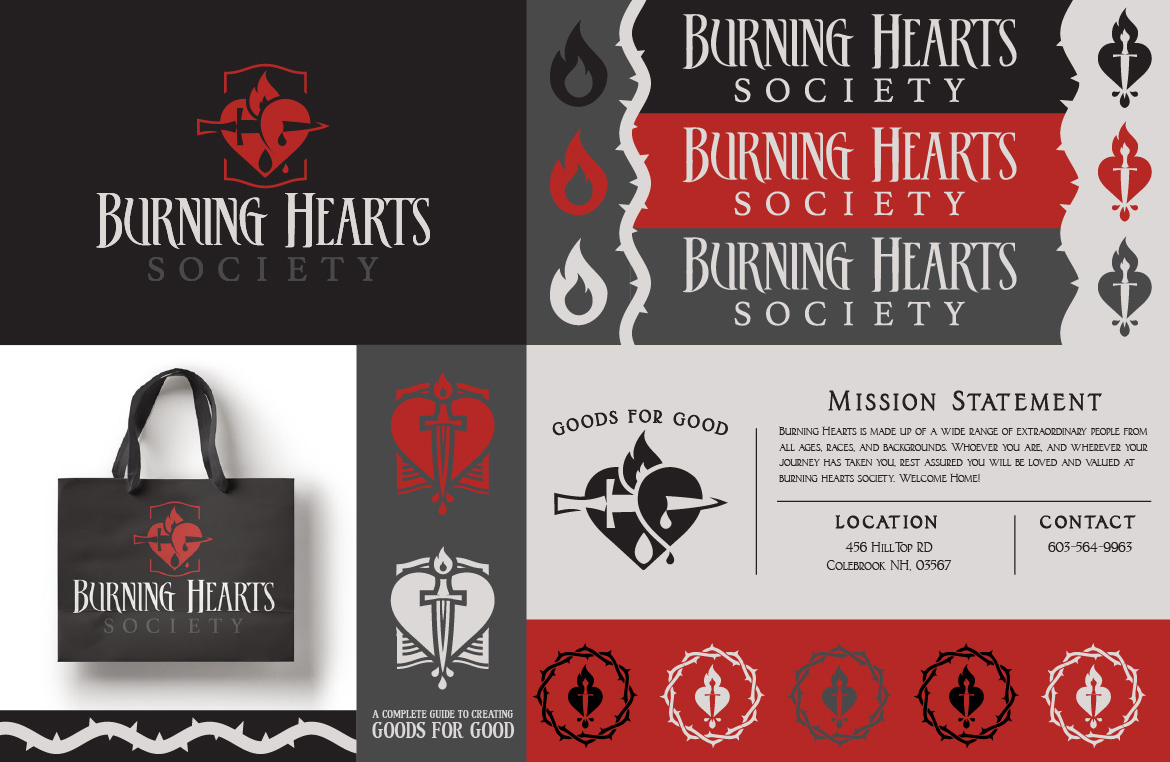 BURNING HEARTS
SOCIETY
BURNING HEARTS
SOCIETY
BURNING HEARTS
SOCIETY
BURNING HEARTS
SOCIETY
BURNING HEARTS
SOCIETY
A COMPLETE GUIDE TO CREATING
GOODS FOR GOOD
GOODS FOR GOOD
MISSION STATEMENT
BURNING HEARTS IS MADE UP OF A WIDE RANGE OF EXTRAORDINARY PEOPLE FROM
ALL AGES, RACES, AND BACKGROUNDS. WHOEVER YOU ARE, AND WHEREVER YOUR
JOURNEY HAS TAKEN YOU, REST ASSURED YOU WILL BE LOVED AND VALUED AT
BURNING HEARTS SOCIETY. WELCOME HOME!
LOCATION
456 HILLTOP RD
COLEBROOK NH, 03567
CONTACT
603-564-9963